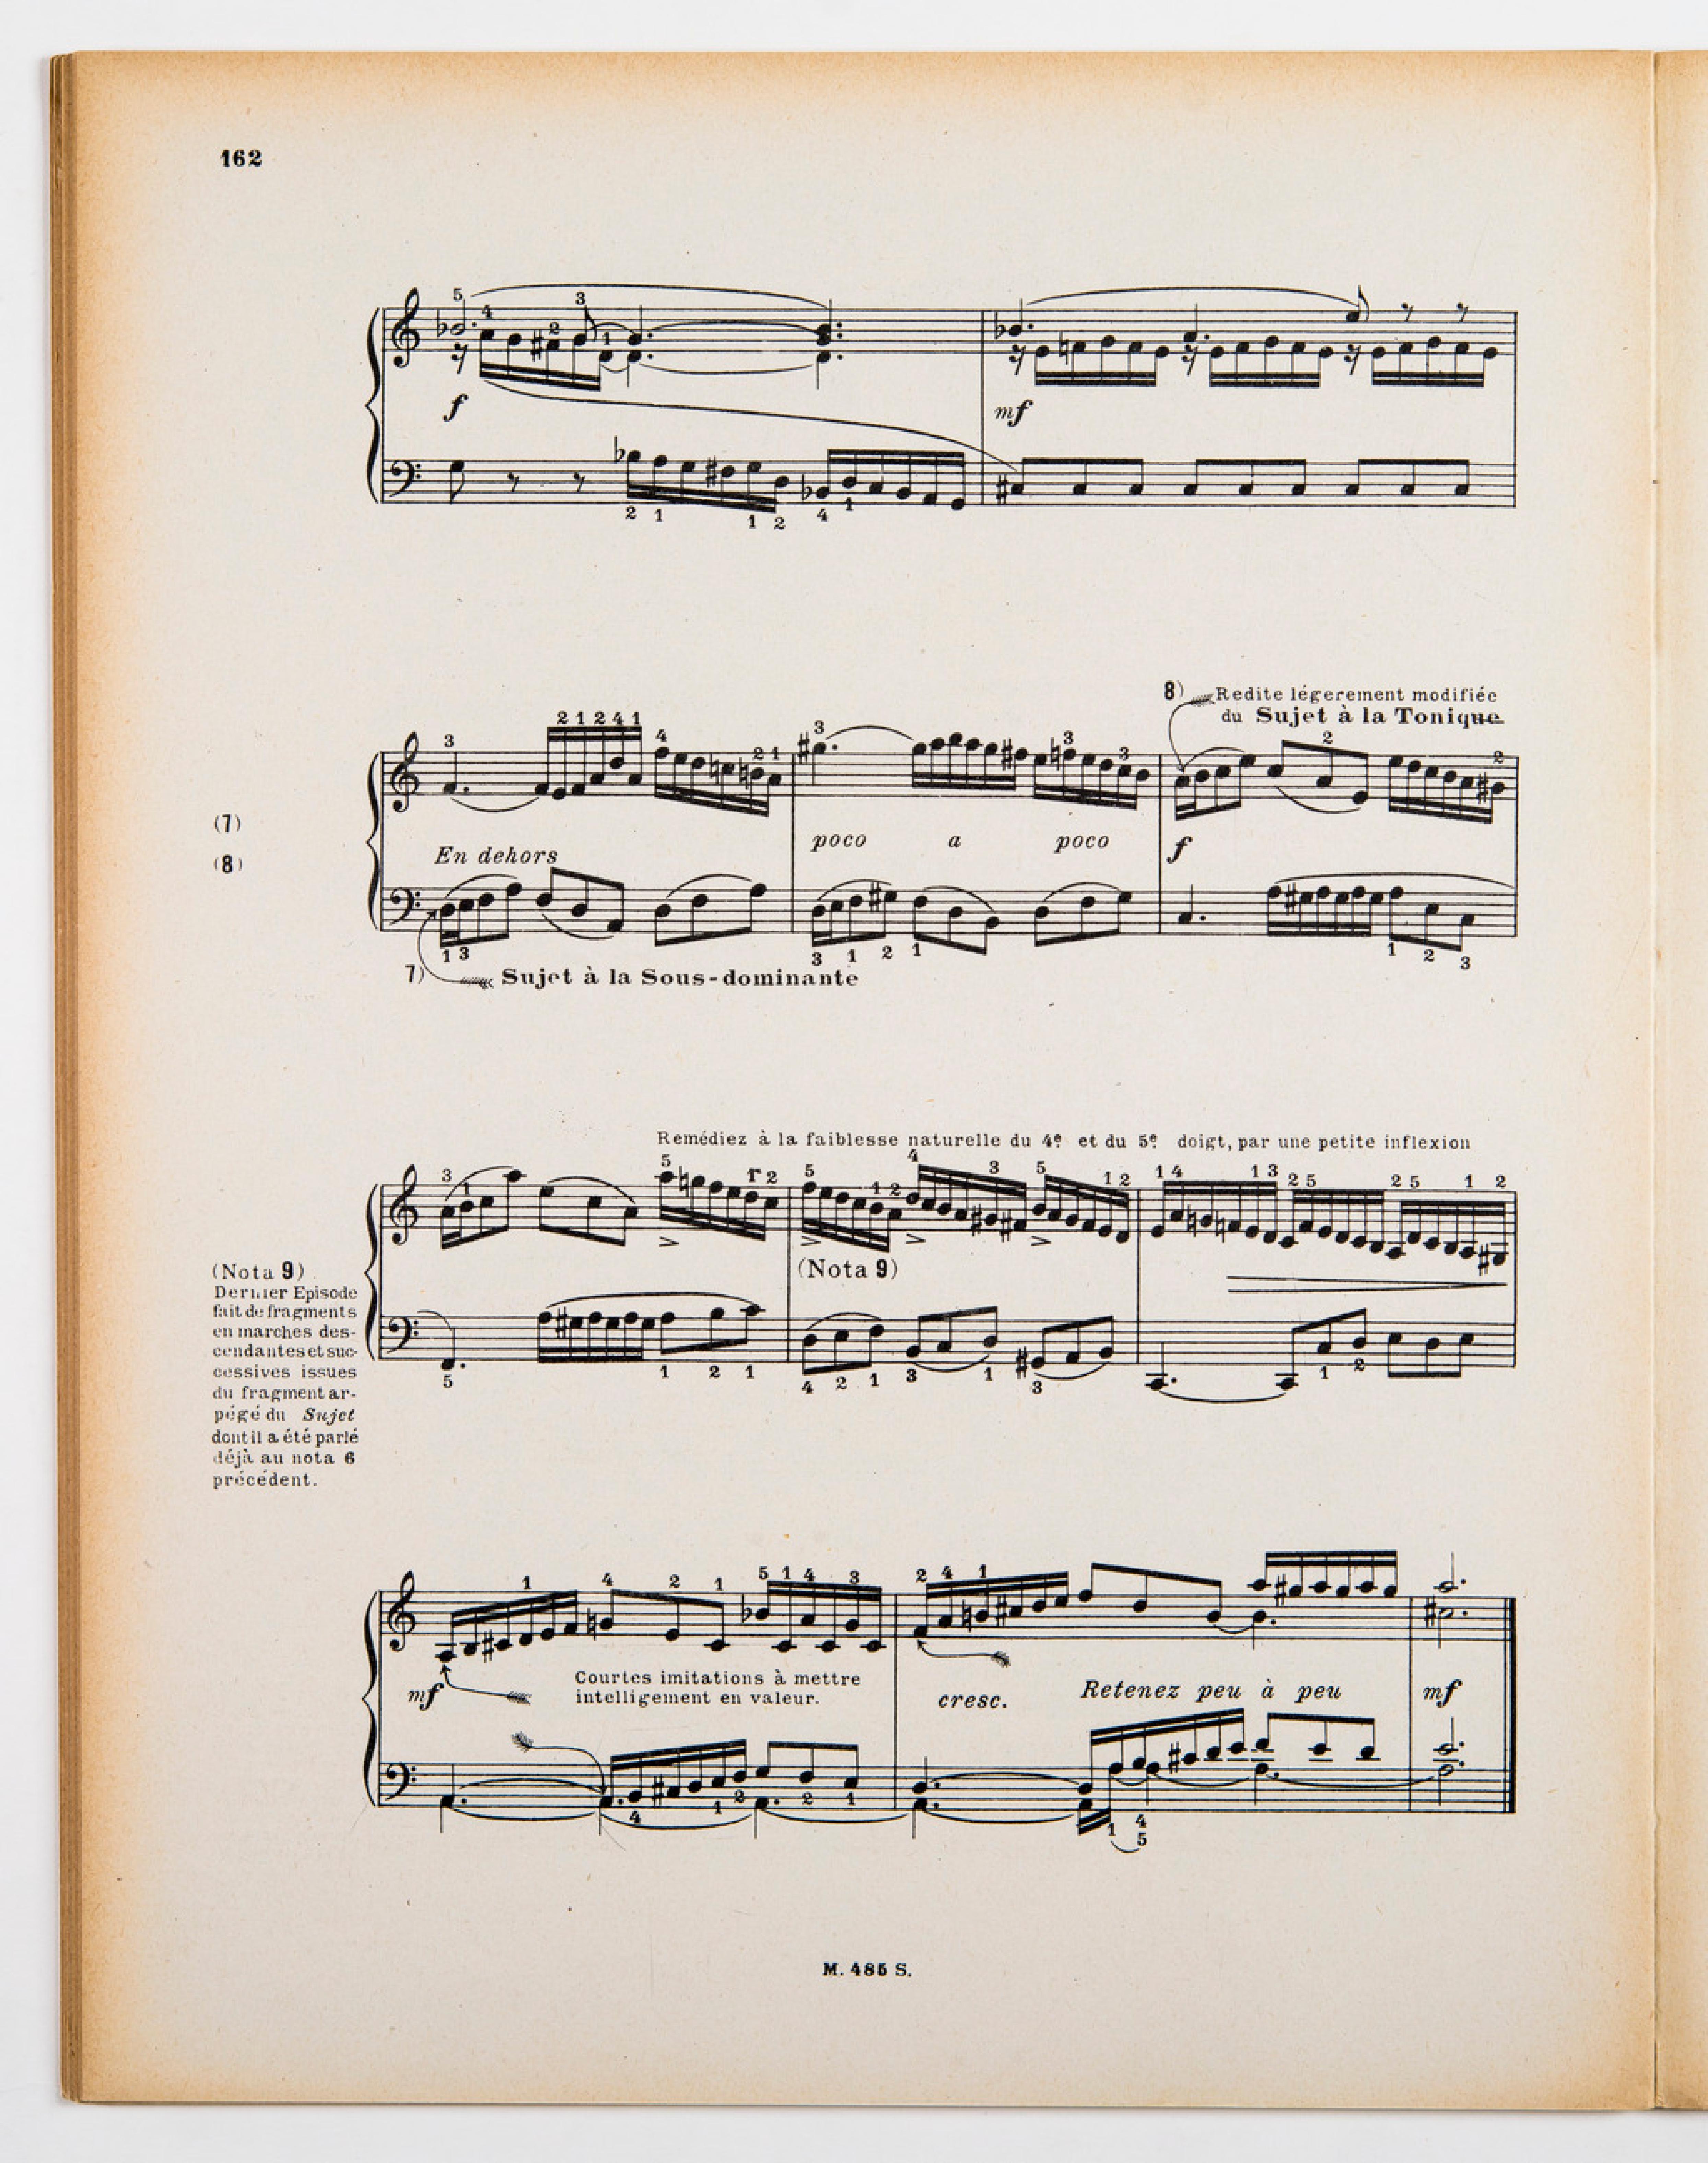 162
5
4
3
2
1
f
mf
2 1 1 2 4 1
8) Redite légerement modifiée
du Sujet à la Tonique
3 2 1 2 4 1 4 2 1 3 3 3 2 2
(7)
(8)
En dehors
poco a poco f
1 3 3 1 2 1 1 2 3
7) Sujet à la Sous-dominante
Remédiez à la faiblesse naturelle du 4e et du 5e doigt, par une petite inflexion
3 1 5 1 2 5 1 2 4 3 5 1 2 1 4 1 3 2 5 2 5 1 2
(Nota 9)
(Nota 9)
Dernier Episode
fait de fragments
en marches des-
cendantes et suc-
cessives issues
du fragment ar-
pégé du Sujet
dont il a été parlé
déjà au nota 6
précédent.
5 1 2 1 4 2 1 3 1 3 1 2
1 4 2 1 5 1 4 3 2 4 1
mf
Courtes imitations à mettre
intelligement en valeur.
cresc.
Retenez peu à peu
mf
4 1 2 2 1 1 4
5
M. 485 S.